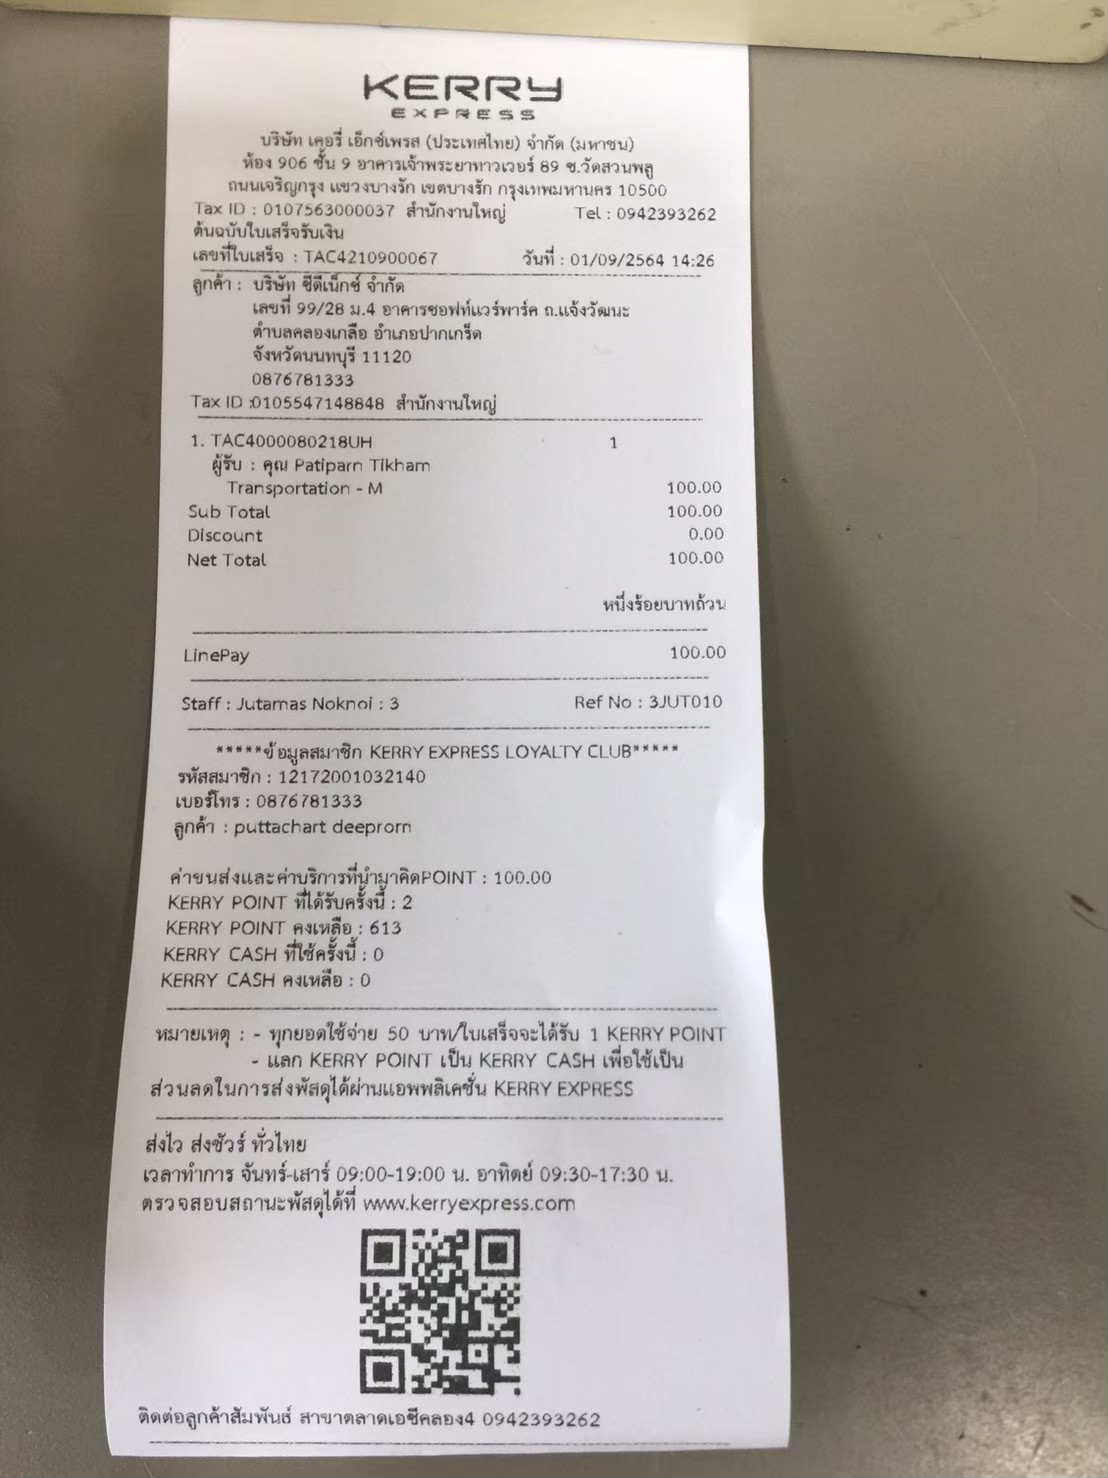 KERRY
EXPRESS
บริษัท เคอรี่ เอ็กซ์เพรส (ประเทศไทย) จำกัด (มหาชน)
ห้อง 906 ชั้น 9 อาคารเจ้าพระยาทาวเวอร์ 89 ซ.วัดสวนพลู
ถนนเจริญกรุง แขวงบางรัก เขตบางรัก กรุงเทพมหานคร 10500
Tax ID : 0107563000037 สำนักงานใหญ่ Tel : 0942393262
ต้นฉบับใบเสร็จรับเงิน
เลขที่ใบเสร็จ : TAC4210900067 วันที่ : 01/09/2564 14:26
ลูกค้า : บริษัท ซีดีเน็กซ์ จำกัด
เลขที่ 99/28 ม.4 อาคารซอฟท์แวร์พาร์ค ถ.แจ้งวัฒนะ
ตำบลคลองเกลือ อำเภอปากเกร็ด
จังหวัดนนทบุรี 11120
0876781333
Tax ID :0105547148848 สำนักงานใหญ่
1. TAC4000080218UH 1
ผู้รับ : คุณ Patiparn Tikham
Transportation - M 100.00
Sub Total 100.00
Discount 0.00
Net Total 100.00
หนึ่งร้อยบาทถ้วน
LinePay 100.00
Staff : Jutamas Noknoi : 3 Ref No : 3JUT010
*****ข้อมูลสมาชิก KERRY EXPRESS LOYALTY CLUB*****
รหัสสมาชิก : 12172001032140
เบอร์โทร : 0876781333
ลูกค้า : puttachart deeprom
ค่าขนส่งและค่าบริการที่นำมาคิดPOINT : 100.00
KERRY POINT ที่ได้รับครั้งนี้ : 2
KERRY POINT คงเหลือ : 613
KERRY CASH ที่ใช้ครั้งนี้ : 0
KERRY CASH คงเหลือ : 0
หมายเหตุ : - ทุกยอดใช้จ่าย 50 บาท/ใบเสร็จจะได้รับ 1 KERRY POINT
- แลก KERRY POINT เป็น KERRY CASH เพื่อใช้เป็น
ส่วนลดในการส่งพัสดุได้ผ่านแอพพลิเคชั่น KERRY EXPRESS
ส่งไว ส่งชัวร์ ทั่วไทย
เวลาทำการ จันทร์-เสาร์ 09:00-19:00 น. อาทิตย์ 09:30-17:30 น.
ตรวจสอบสถานะพัสดุได้ที่ www.kerryexpress.com
ติดต่อลูกค้าสัมพันธ์ สาขาตลาดเอซีคลอง4 0942393262